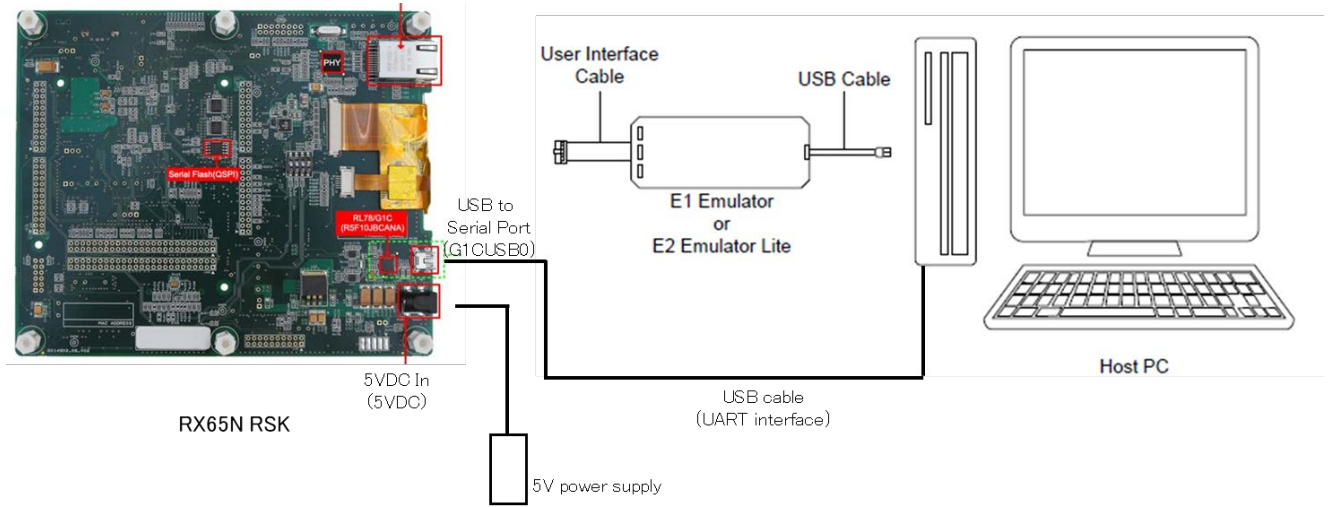 PHY
Serial Flash(QSPI)
RL78/G1C
(R5F10JBCANA)
MAC ADDRESS
USB to
Serial Port
(G1CUSB0)
5VDC In
(5VDC)
RX65N RSK
5V power supply
User Interface
Cable
USB Cable
E1 Emulator
or
E2 Emulator Lite
Host PC
USB cable
(UART interface)